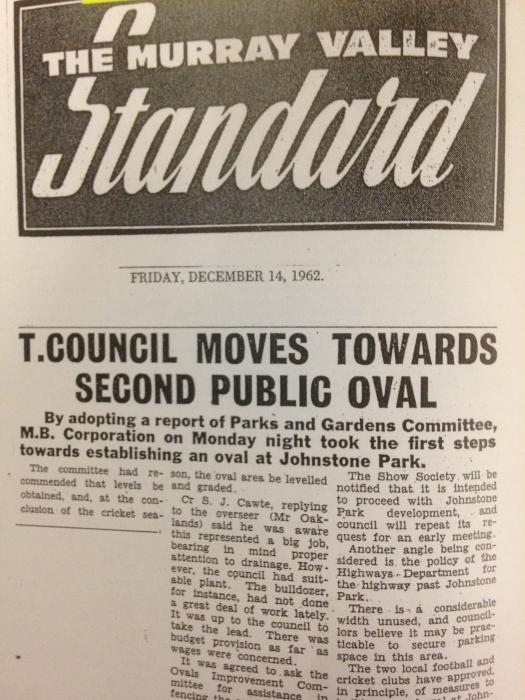 THE MURRAY VALLEY
Standard
FRIDAY, DECEMBER 14, 1962.
T.COUNCIL MOVES TOWARDS
SECOND PUBLIC OVAL
By adopting a report of Parks and Gardens Committee,
M.B. Corporation on Monday night took the first steps
towards establishing an oval at Johnstone Park.
The committee had re-
commended that levels be
obtained, and, at the con-
clusion of the cricket sea-
son, the oval area be levelled
and graded.
Cr S. J. Cawte, replying
to the overseer (Mr Oak-
lands) said he was aware
this represented a big job,
bearing in mind proper
attention to drainage. How-
ever, the council had suit-
able plant. The bulldozer,
for instance, had not done
a great deal of work lately.
It was up to the council to
take the lead. There was
budget provision as far as
wages were concerned.
It was agreed to ask the
Ovals Improvement Com-
mittee for assistance in
fencing the
The Show Society will be
notified that it is intended
to proceed with Johnstone
Park development, and
council will repeat its re-
quest for an early meeting.
Another angle being con-
sidered is the policy of the
Highways Department for
the highway past Johnstone
Park.
There is a considerable
width unused, and council-
lors believe it may be prac-
ticable to secure parking
space in this area.
The two local football and
cricket clubs have approved,
in principle, of measures to
at John-